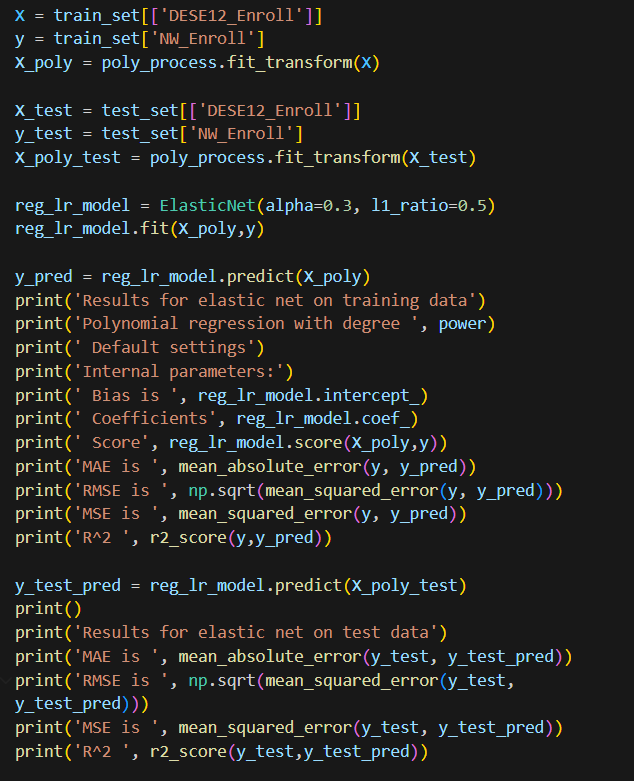 X = train_set[['DESE12_Enroll']]
y = train_set['NW_Enroll']
X_poly = poly_process.fit_transform(X)
X_test = test_set[['DESE12_Enroll']]
y_test = test_set['NW_Enroll']
X_poly_test = poly_process.fit_transform(X_test)
reg_lr_model = ElasticNet(alpha=0.3, l1_ratio=0.5)
reg_lr_model.fit(X_poly,y)
y_pred = reg_lr_model.predict(X_poly)
print('Results for elastic net on training data')
print('Polynomial regression with degree ', power)
print(' Default settings')
print('Internal parameters:')
print(' Bias is ', reg_lr_model.intercept_)
print(' Coefficients', reg_lr_model.coef_)
print(' Score', reg_lr_model.score(X_poly,y))
print('MAE is ', mean_absolute_error(y, y_pred))
print('RMSE is ', np.sqrt(mean_squared_error(y, y_pred)))
print('MSE is ', mean_squared_error(y, y_pred))
print('R^2 ', r2_score(y,y_pred))
y_test_pred = reg_lr_model.predict(X_poly_test)
print()
print('Results for elastic net on test data')
print('MAE is ', mean_absolute_error(y_test, y_test_pred))
print('RMSE is ', np.sqrt(mean_squared_error(y_test,
y_test_pred)))
print('MSE is ', mean_squared_error(y_test, y_test_pred))
print('R^2 ', r2_score(y_test,y_test_pred))